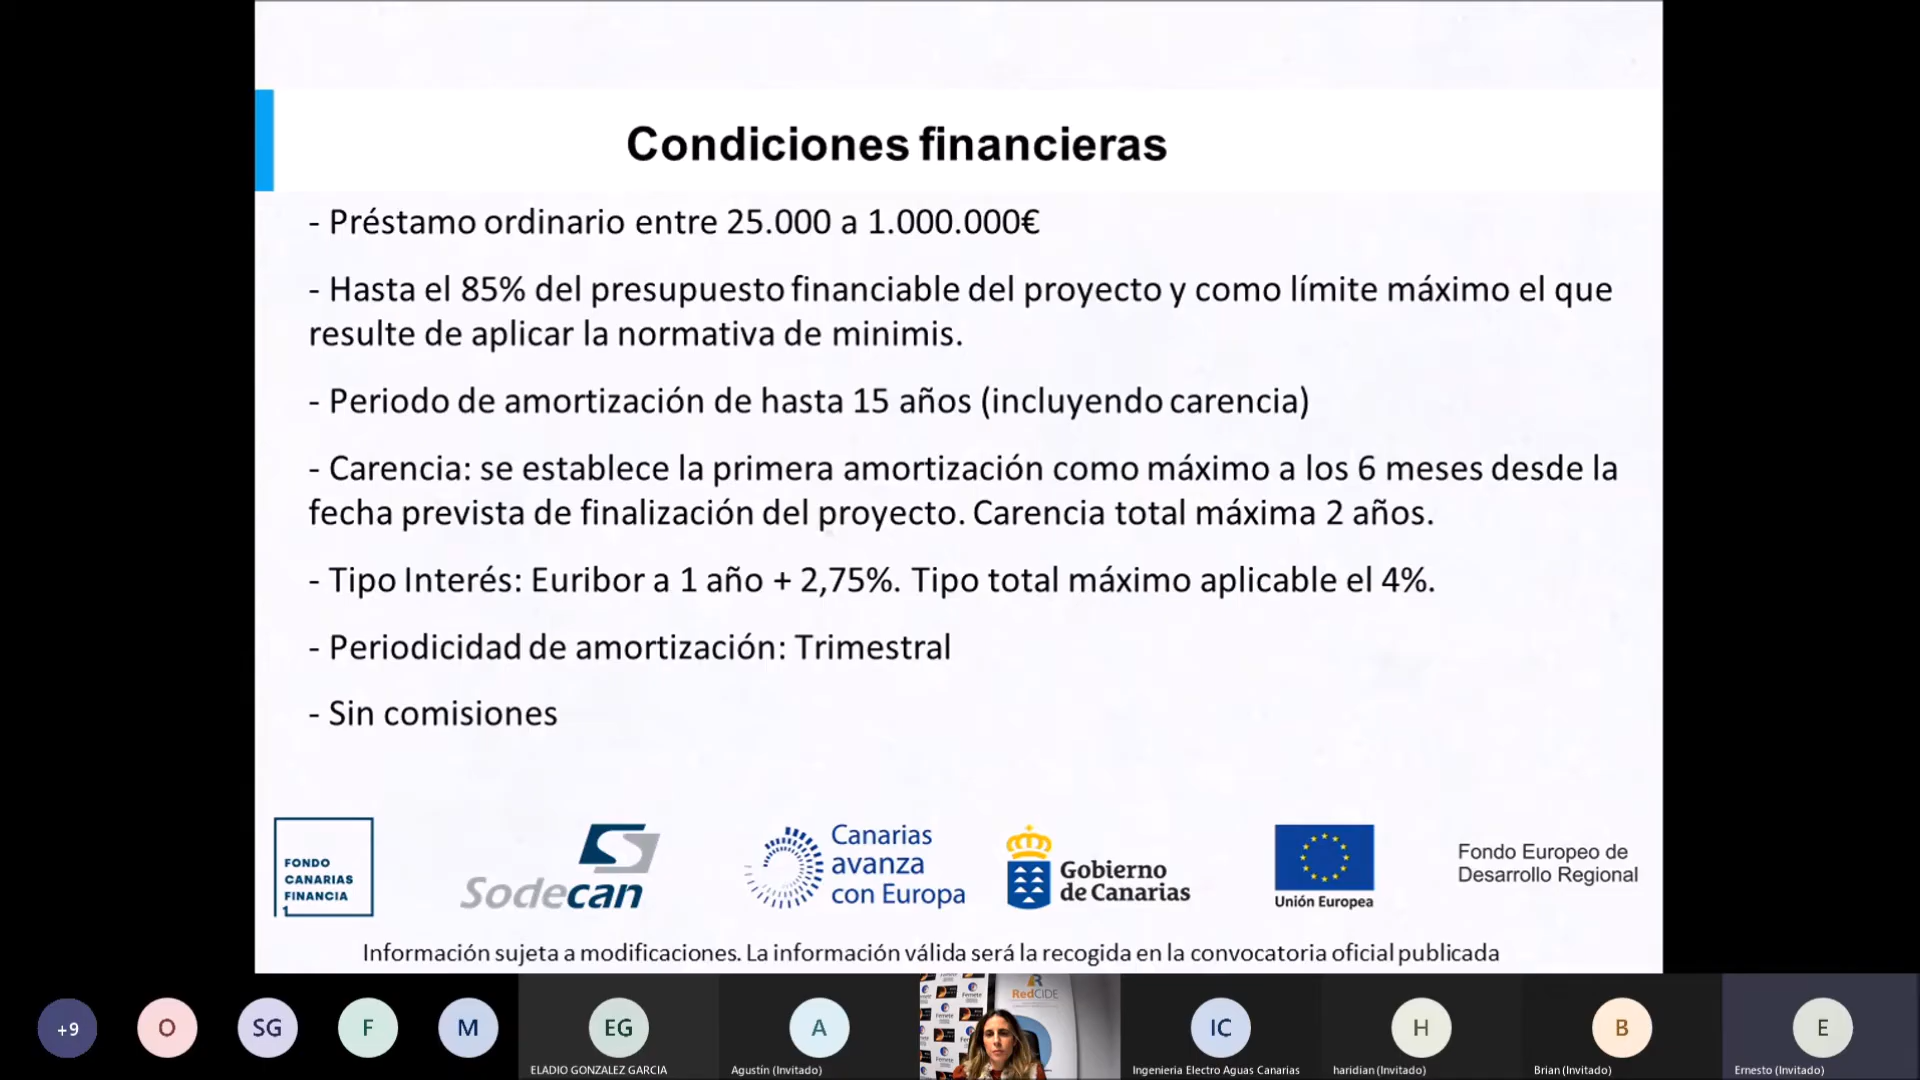 Condiciones financieras
- Préstamo ordinario entre 25.000 a 1.000.000€
- Hasta el 85% del presupuesto financiable del proyecto y como límite máximo el que
resulte de aplicar la normativa de minimis.
- Periodo de amortización de hasta 15 años (incluyendo carencia)
- Carencia: se establece la primera amortización como máximo a los 6 meses desde la
fecha prevista de finalización del proyecto. Carencia total máxima 2 años.
- Tipo Interés: Euribor a 1 año + 2,75%. Tipo total máximo aplicable el 4%.
- Periodicidad de amortización: Trimestral
- Sin comisiones
FONDO
CANARIAS
FINANCIA
1
Sodecan
Canarias
avanza
con Europa
Gobierno
de Canarias
Unión Europea
Fondo Europeo de
Desarrollo Regional
Información sujeta a modificaciones. La información válida será la recogida en la convocatoria oficial publicada
+9
O
SG
F
M
EG
ELADIO GONZALEZ GARCIA
A
Agustín (Invitado)
RedCIDE
Femete
IC
Ingenieria Electro Aguas Canarias
H
haridian (Invitado)
B
Brian (Invitado)
E
Ernesto (Invitado)